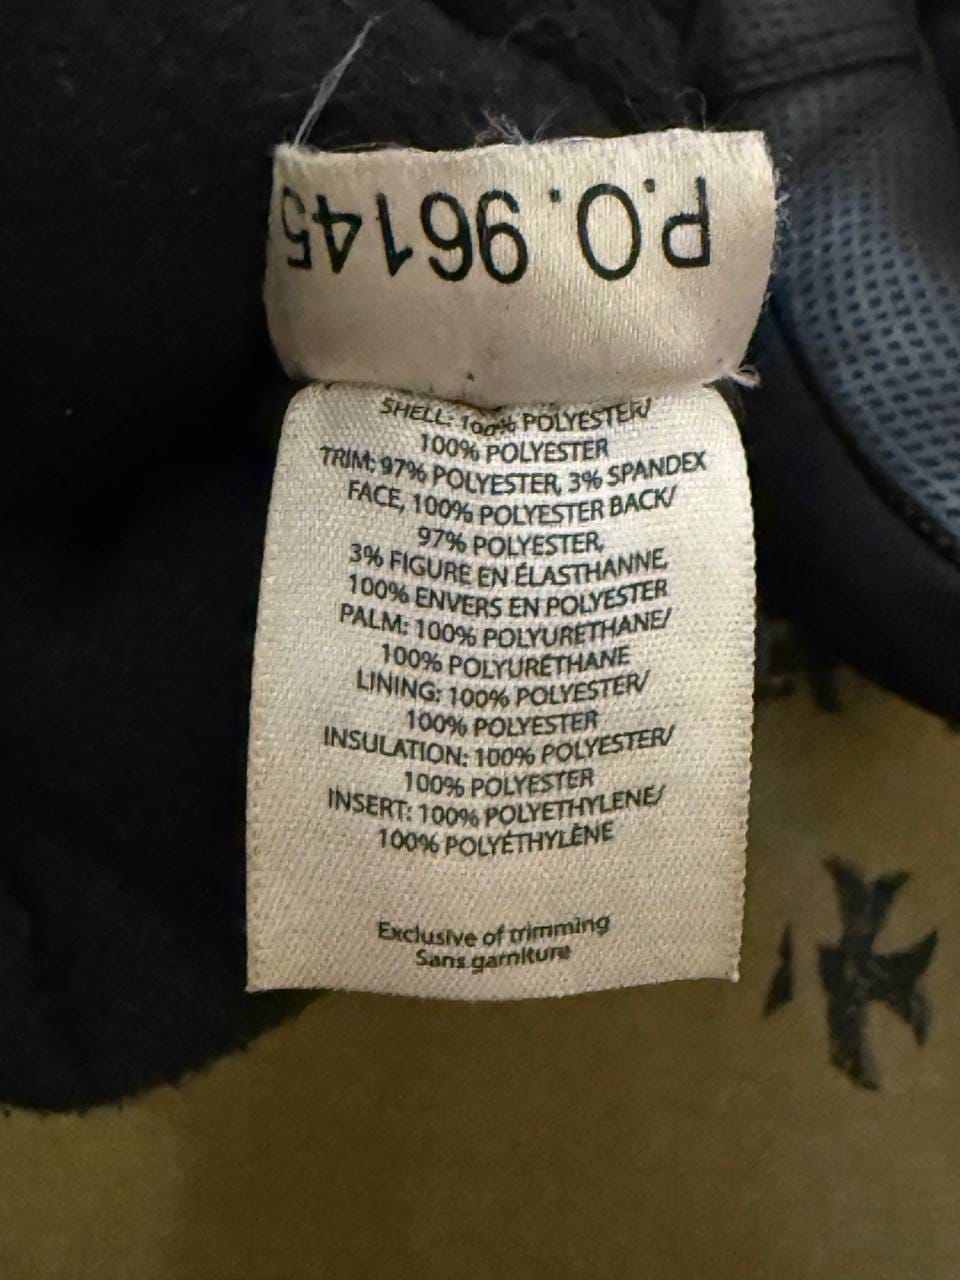 P.O. 96145
SHELL: 100% POLYESTER/
100% POLYESTER
TRIM: 97% POLYESTER, 3% SPANDEX
FACE, 100% POLYESTER BACK/
97% POLYESTER,
3% FIGURE EN ÉLASTHANNE,
100% ENVERS EN POLYESTER
PALM: 100% POLYURETHANE/
100% POLYURÉTHANE
LINING: 100% POLYESTER/
100% POLYESTER
INSULATION: 100% POLYESTER/
100% POLYESTER
INSERT: 100% POLYETHYLENE/
100% POLYÉTHYLÈNE
Exclusive of trimming
Sans garniture